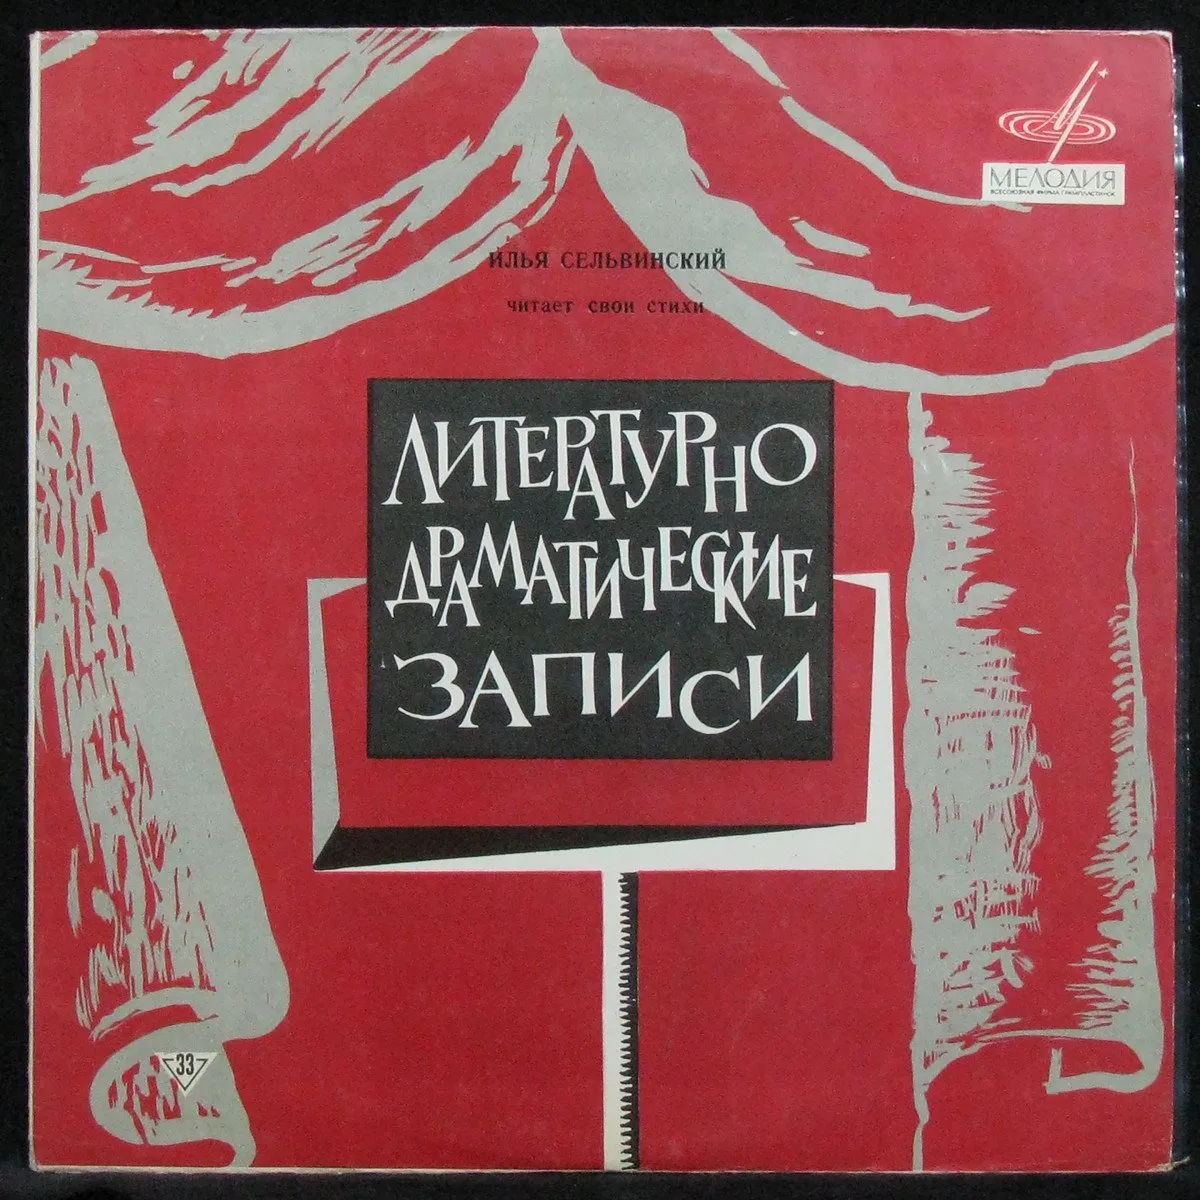 МЕЛОДИЯ
ВСЕСОЮЗНАЯ ФИРМА ГРАМПЛАСТИНОК
ИЛЬЯ СЕЛЬВИНСКИЙ
читает свои стихи
ЛИТЕРАТУРНО
ДРАМАТИЧЕСКИЕ
ЗАПИСИ
33